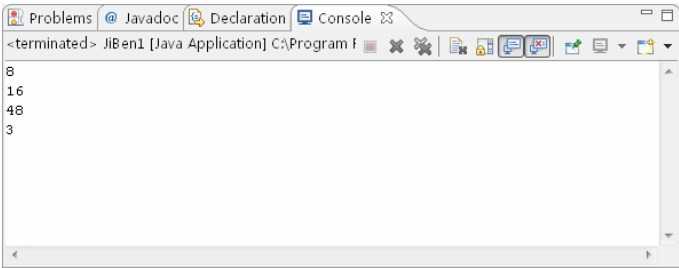 Problems @ Javadoc Declaration Console
<terminated> JiBen1 [Java Application] C:\Program F
8
16
48
3